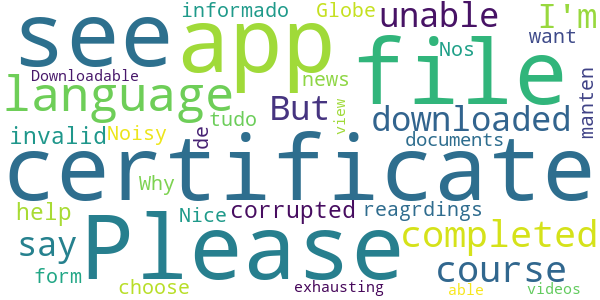 informado Globe I'm
see app unable want
Nos file
Downloadable news
language But view downloaded manten
tudo
invalid Noisy de documents
certificate
Why
help Nice corrupted reagrdings
Please completed
say course
form choose exhausting able videos